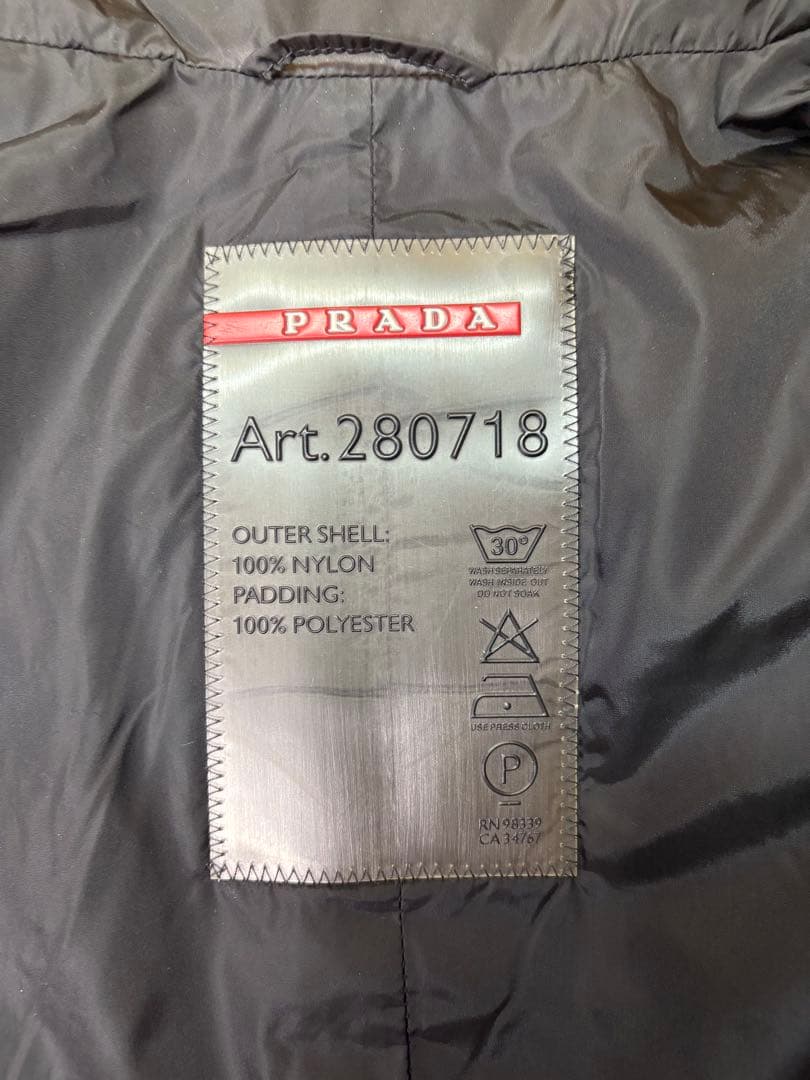 PRADA
Art.280718
OUTER SHELL:
100% NYLON
PADDING:
100% POLYESTER
30°
WASH SEPARATELY
WASH INSIDE OUT
DO NOT SOAK
USE PRESS CLOTH
P
RN 98339
CA 34767